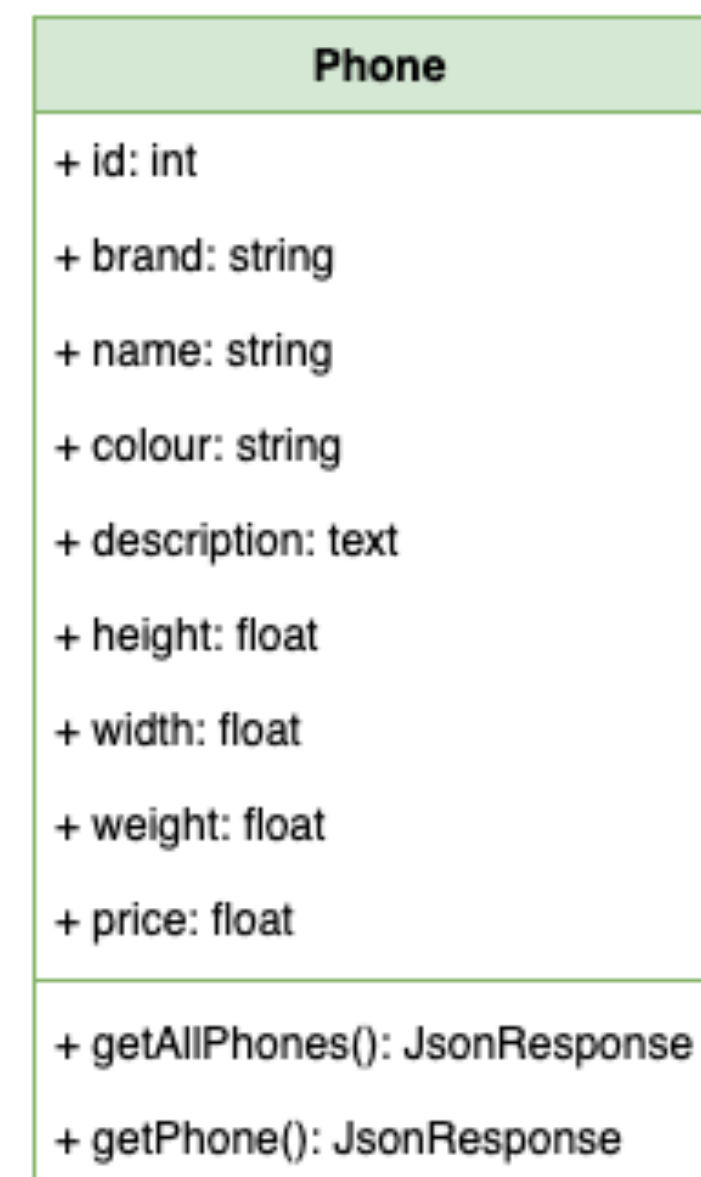 Phone
+ id: int
+ brand: string
+ name: string
+ colour: string
+ description: text
+ height: float
+ width: float
+ weight: float
+ price: float
+ getAllPhones(): JsonResponse
+ getPhone(): JsonResponse